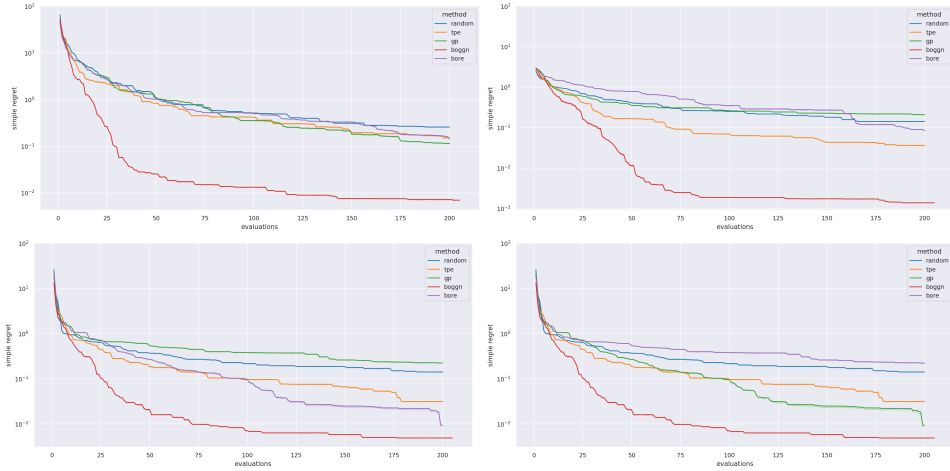 method
random
tpe
gp
boggn
bore
simple regret
10²
10¹
10⁰
10⁻¹
10⁻²
0 25 50 75 100 125 150 175 200
evaluations
method
random
tpe
gp
boggn
bore
simple regret
10²
10¹
10⁰
10⁻¹
10⁻²
10⁻³
0 25 50 75 100 125 150 175 200
evaluations
method
random
tpe
gp
boggn
bore
simple regret
10²
10¹
10⁰
10⁻¹
10⁻²
0 25 50 75 100 125 150 175 200
evaluations
method
random
tpe
gp
boggn
bore
simple regret
10²
10¹
10⁰
10⁻¹
10⁻²
0 25 50 75 100 125 150 175 200
evaluations